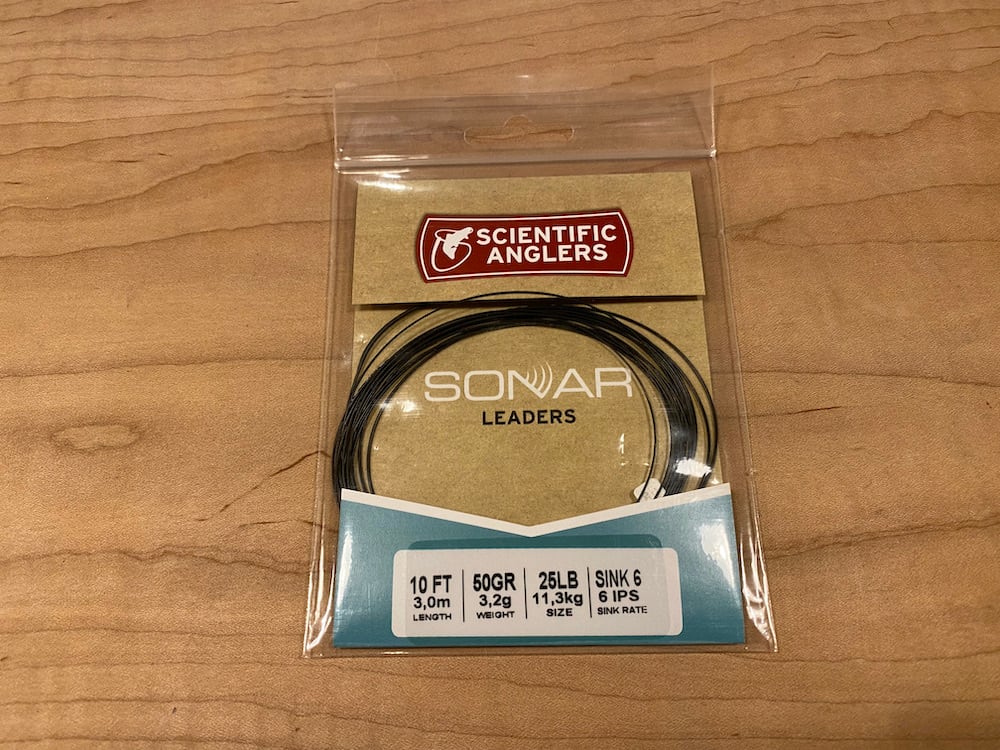 SCIENTIFIC
ANGLERS
SONAR
LEADERS
10 FT 50GR 25LB SINK 6
3,0m 3,2g 11,3kg 6 IPS
LENGTH WEIGHT SIZE SINK RATE